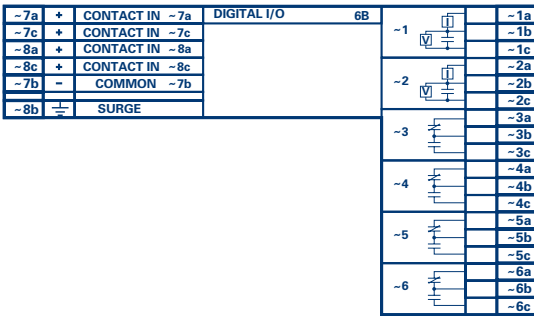 ~7a + CONTACT IN ~7a DIGITAL I/O 6B
~7c + CONTACT IN ~7c
~8a + CONTACT IN ~8a
~8c + CONTACT IN ~8c
~7b - COMMON ~7b
~8b SURGE
~1 I V ~1a
~1b
~1c
~2 I V ~2a
~2b
~2c
~3 ~3a
~3b
~3c
~4 ~4a
~4b
~4c
~5 ~5a
~5b
~5c
~6 ~6a
~6b
~6c